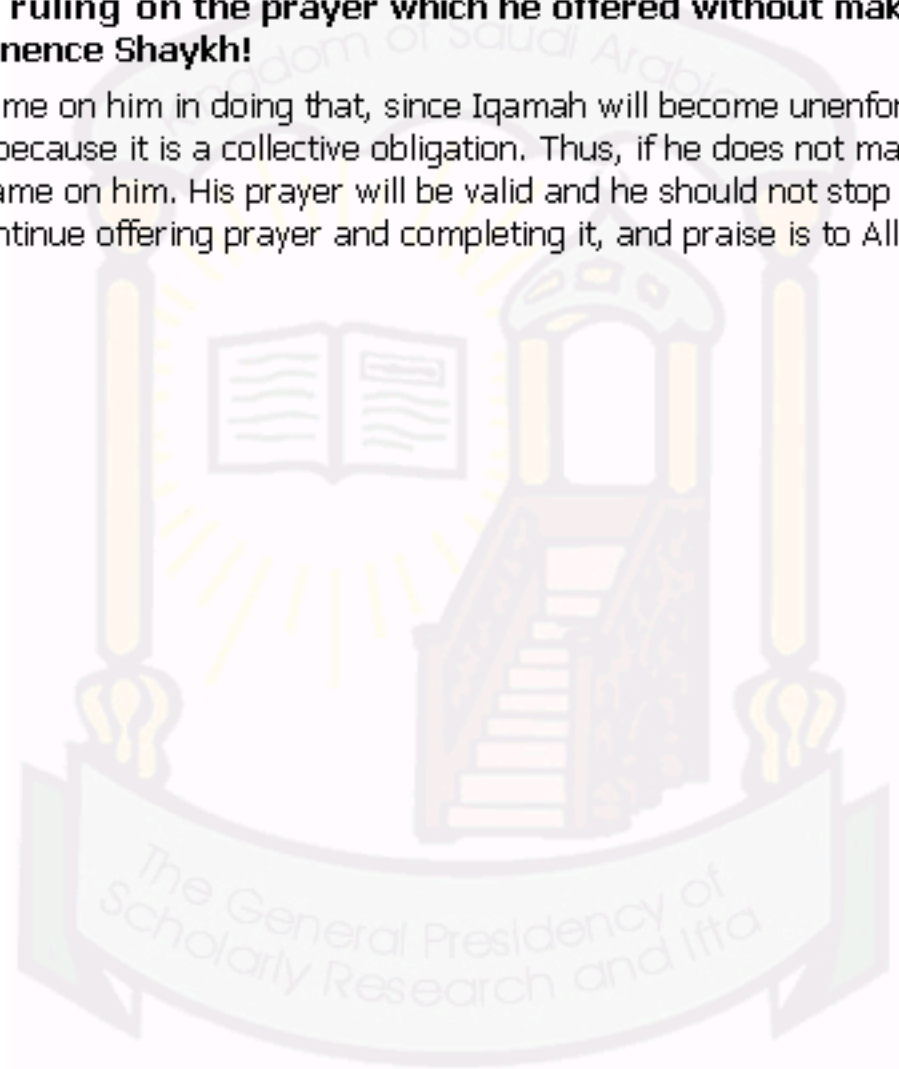 ruling on the prayer which he offered without mak
nence Shaykh!
me on him in doing that, since Iqamah will become unenfor
because it is a collective obligation. Thus, if he does not ma
ame on him. His prayer will be valid and he should not stop
ntinue offering prayer and completing it, and praise is to All
Kingdom of Saudi Arabia
The General Presidency of
Scholarly Research and Ifta